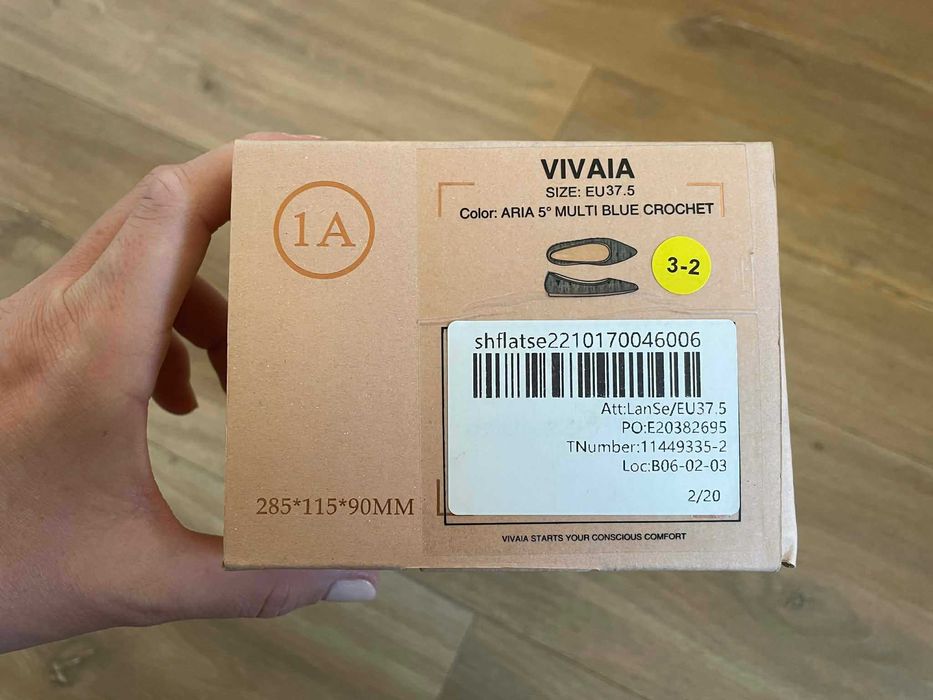 1A
VIVAIA
SIZE: EU37.5
Color: ARIA 5° MULTI BLUE CROCHET
3-2
shflatse2210170046006
Att:LanSe/EU37.5
PO:E20382695
TNumber:11449335-2
Loc:B06-02-03
2/20
285*115*90MM
VIVAIA STARTS YOUR CONSCIOUS COMFORT